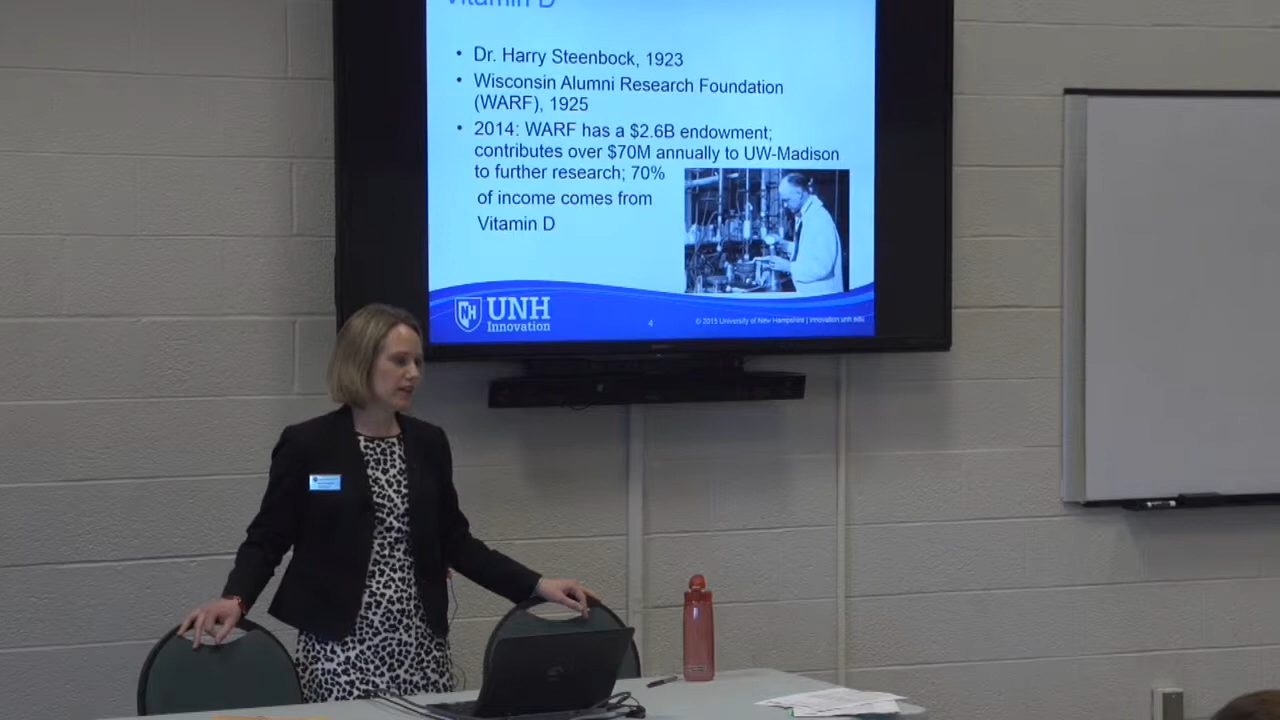 Vitamin D
• Dr. Harry Steenbock, 1923
• Wisconsin Alumni Research Foundation
(WARF), 1925
• 2014: WARF has a $2.6B endowment;
contributes over $70M annually to UW-Madison
to further research; 70%
of income comes from
Vitamin D
NH
UNH
Innovation
4
© 2015 University of New Hampshire | innovation.unh.edu